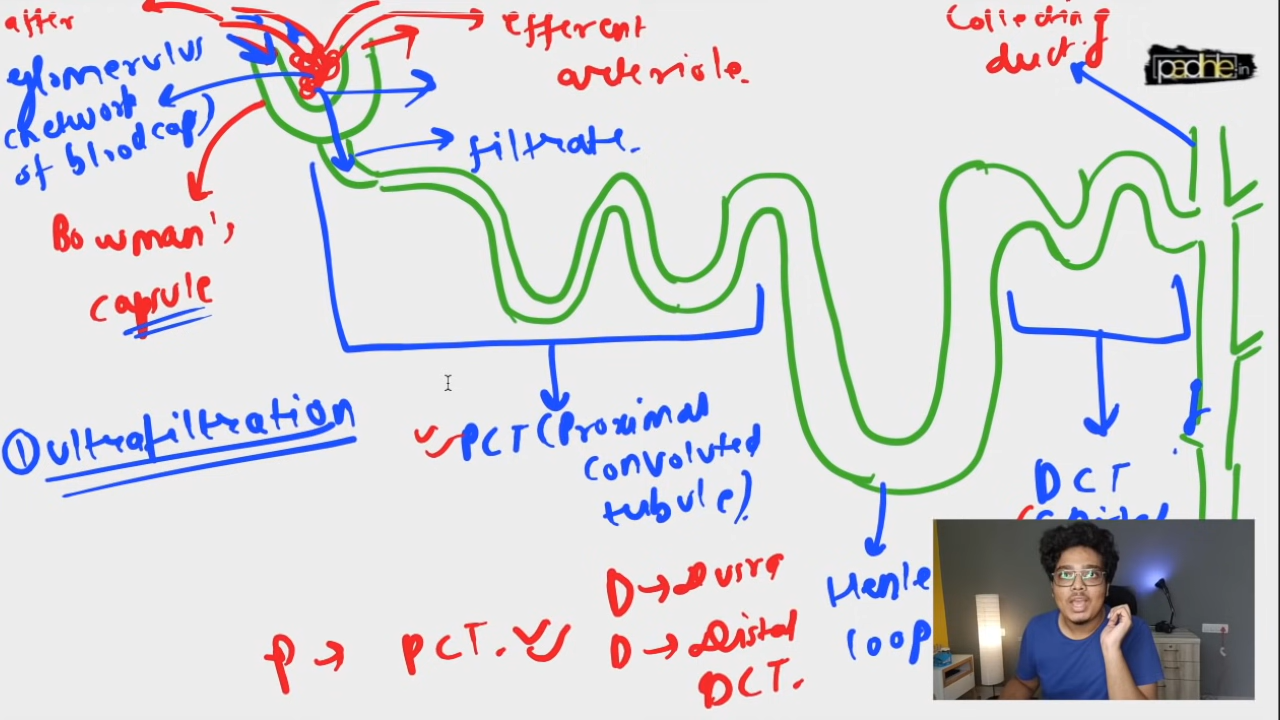 affer
efferent
arteriole.
Collecting
duct.
padhle.in
glomerulus
(network
of blood cap)
filtrate.
Bowman's
capsule
① ultrafiltration
PCT (Proximal
convoluted
tubule).
DCT
Henle
loop
P → PCT.
D →
D → Distal
DCT.